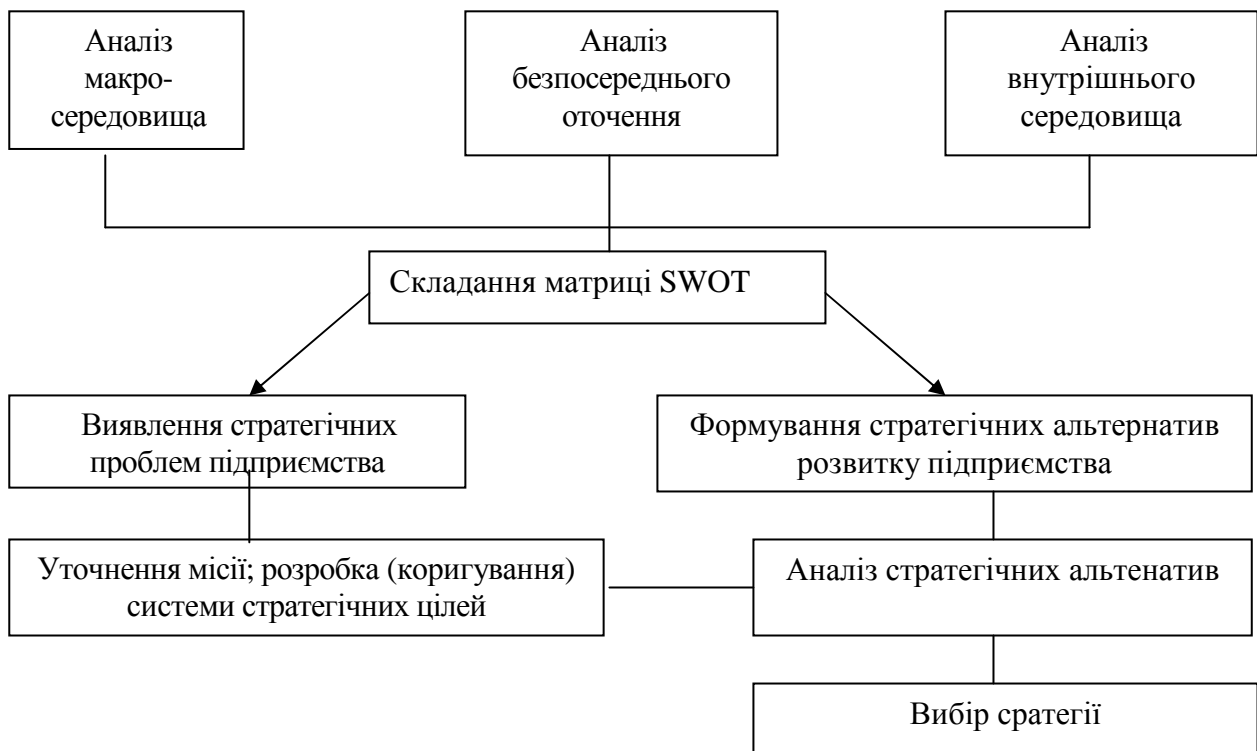 Аналіз
макро-
середовища
Аналіз
безпосереднього
оточення
Аналіз
внутрішнього
середовища
Складання матриці SWOT
Виявлення стратегічних
проблем підприємства
Формування стратегічних альтернатив
розвитку підприємства
Уточнення місії; розробка (коригування)
системи стратегічних цілей
Аналіз стратегічних альтенатив
Вибір сратегії